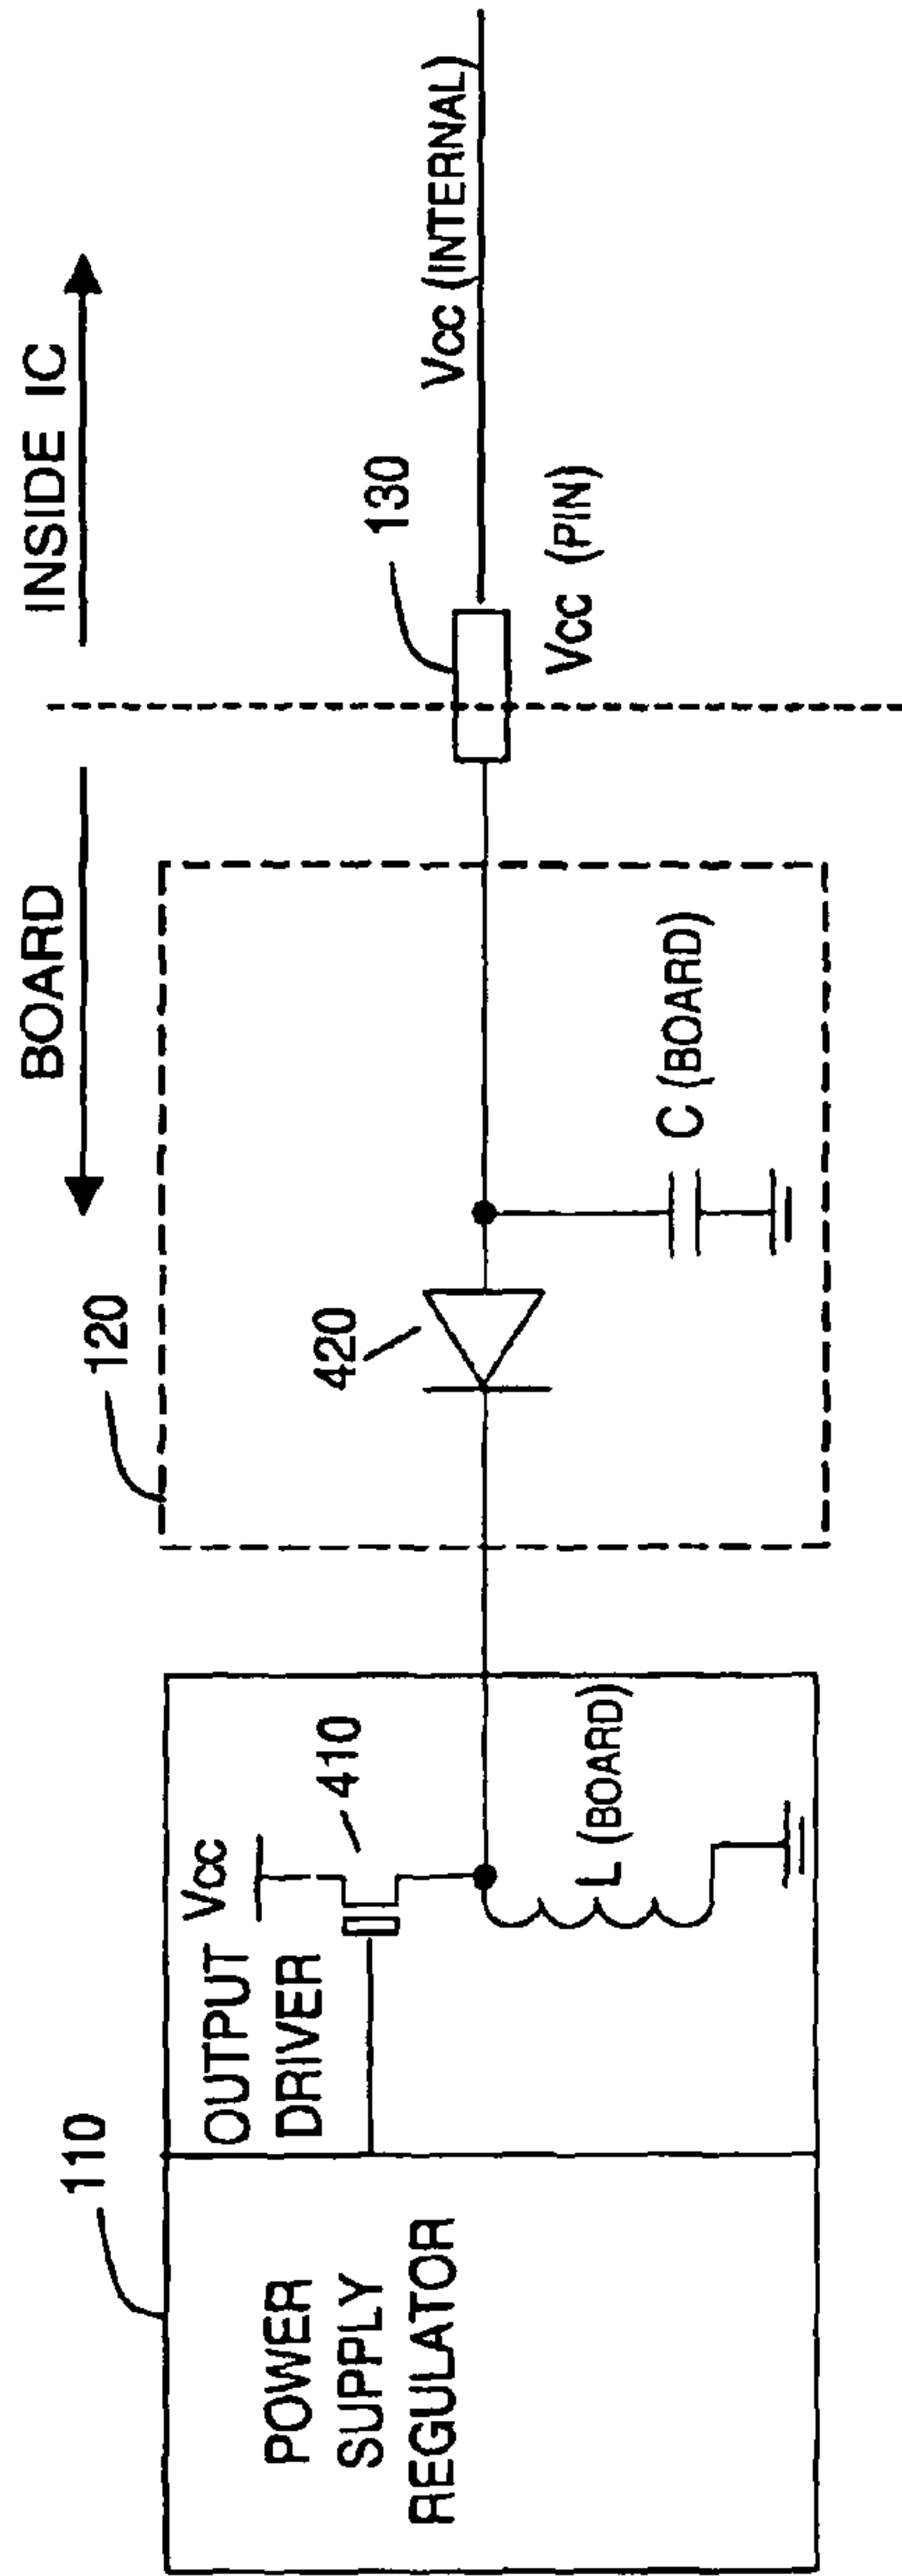 BOARD
INSIDE IC
110
120
130
POWER
SUPPLY
REGULATOR
OUTPUT
DRIVER
Vcc
410
L (BOARD)
420
C (BOARD)
Vcc (PIN)
Vcc (INTERNAL)